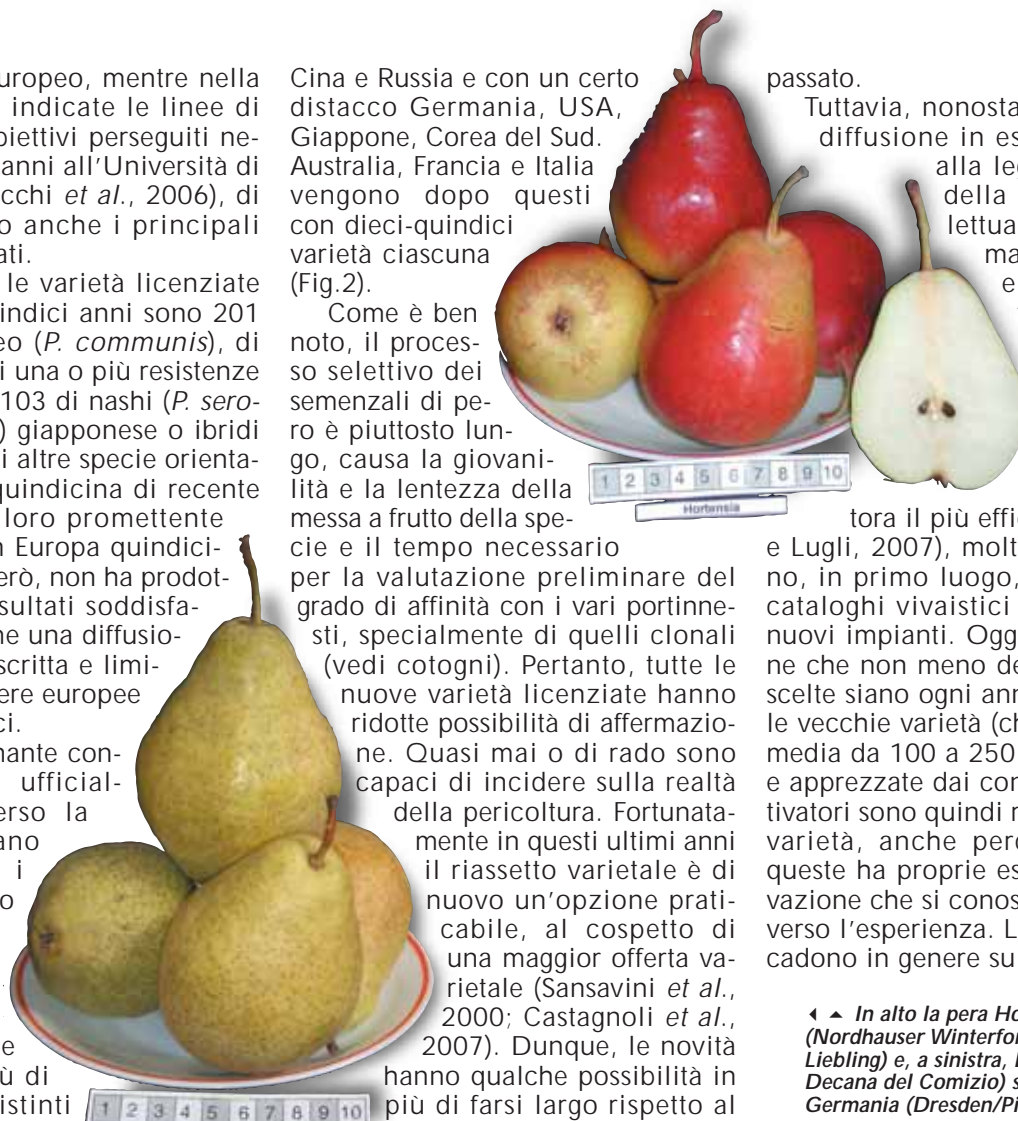 uropeo, mentre nella
indicate le linee di
biettivi perseguiti ne-
anni all'Università di
cchi et al., 2006), di
o anche i principali
ati.
le varietà licenziate
indici anni sono 201
eo (P. communis), di
i una o più resistenze
103 di nashi (P. sero-
) giapponese o ibridi
i altre specie orienta-
quindicina di recente
loro promettente
n Europa quindici-
erò, non ha prodot-
sultati soddisfa-
ne una diffusio-
scritta e limi-
ere europee
ci.
nante con-
ufficial-
erso la
ano
i
o
e
ù di
istinti
1 2 3 4 5 6 7 8 9 10
Cina e Russia e con un certo
distacco Germania, USA,
Giappone, Corea del Sud.
Australia, Francia e Italia
vengono dopo questi
con dieci-quindici
varietà ciascuna
(Fig.2).
Come è ben
noto, il proces-
so selettivo dei
semenzali di pe-
ro è piuttosto lun-
go, causa la giovani-
lità e la lentezza della
messa a frutto della spe-
cie e il tempo necessario
per la valutazione preliminare del
grado di affinità con i vari portinne-
sti, specialmente di quelli clonali
(vedi cotogni). Pertanto, tutte le
nuove varietà licenziate hanno
ridotte possibilità di affermazio-
ne. Quasi mai o di rado sono
capaci di incidere sulla realtà
della pericoltura. Fortunata-
mente in questi ultimi anni
il riassetto varietale è di
nuovo un'opzione prati-
cabile, al cospetto di
una maggior offerta va-
rietale (Sansavini et al.,
2000; Castagnoli et al.,
2007). Dunque, le novità
hanno qualche possibilità in
più di farsi largo rispetto al
1 2 3 4 5 6 7 8 9 10
Hortensia
passato.
Tuttavia, nonosta
diffusione in es
alla le
della
lettua
ma
e
tora il più effi
e Lugli, 2007), molt
no, in primo luogo,
cataloghi vivaistici
nuovi impianti. Ogg
ne che non meno de
scelte siano ogni ann
le vecchie varietà (ch
media da 100 a 250
e apprezzate dai con
tivatori sono quindi r
varietà, anche perc
queste ha proprie es
vazione che si conos
verso l'esperienza. L
cadono in genere su
In alto la pera Ho
(Nordhauser Winterfor
Liebling) e, a sinistra,
Decana del Comizio) s
Germania (Dresden/Pi